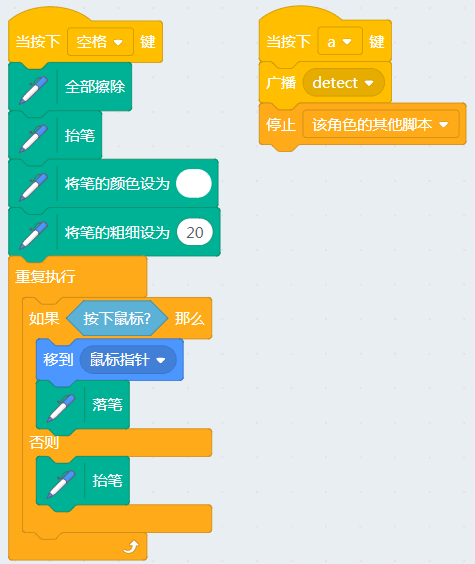 当按下 空格 键
全部擦除
抬笔
将笔的颜色设为
将笔的粗细设为 20
重复执行
如果 按下鼠标? 那么
移到 鼠标指针
落笔
否则
抬笔
当按下 a 键
广播 detect
停止 该角色的其他脚本